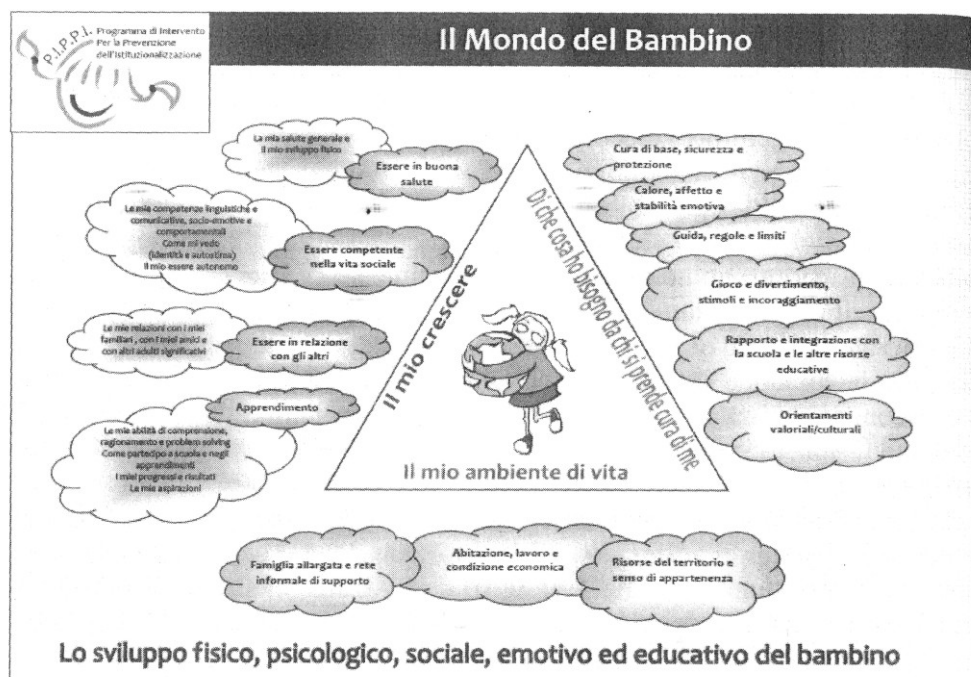 P.I.P.P.I.
Programma di Intervento
Per la Prevenzione
dell'Istituzionalizzazione
Il Mondo del Bambino
La mia salute generale e
il mio sviluppo fisico
Essere in buona
salute
Le mie competenze linguistiche e
comunicative, socio-emotive e
comportamentali
Come mi vedo
(identità e autostima)
Il mio essere autonomo
Essere competente
nella vita sociale
Le mie relazioni con i miei
familiari , con i miei amici e
con altri adulti significativi
Essere in relazione
con gli altri
Apprendimento
Le mie abilità di comprensione,
ragionamento e problem solving
Come partecipo a scuola e negli
apprendimenti
I miei progressi e risultati
Le mie aspirazioni
Il mio crescere
Di che cosa ho bisogno da chi si prende cura di me
Il mio ambiente di vita
Cura di base, sicurezza e
protezione
Calore, affetto e
stabilità emotiva
Guida, regole e limiti
Gioco e divertimento,
stimoli e incoraggiamento
Rapporto e integrazione con
la scuola e le altre risorse
educative
Orientamenti
valoriali/culturali
Famiglia allargata e rete
informale di supporto
Abitazione, lavoro e
condizione economica
Risorse del territorio e
senso di appartenenza
Lo sviluppo fisico, psicologico, sociale, emotivo ed educativo del bambino